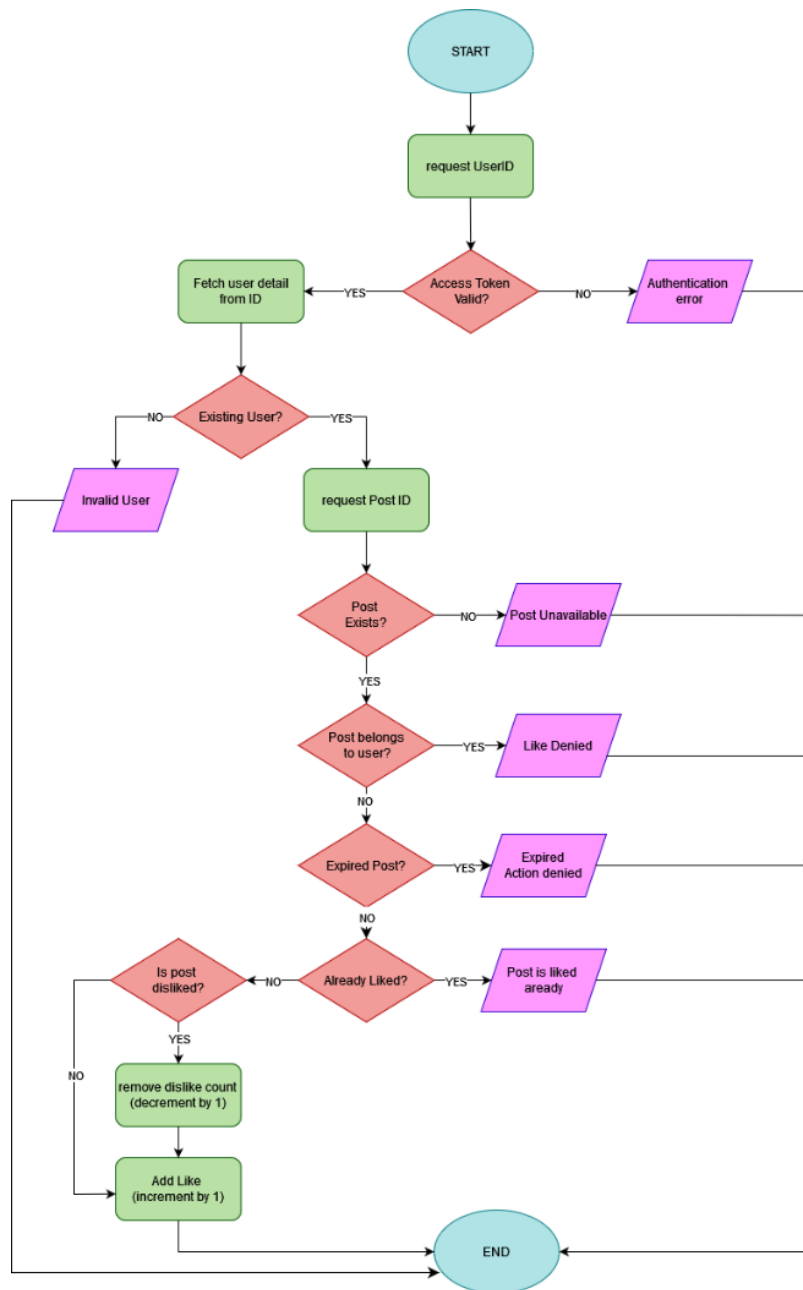 START
request UserID
Access Token
Valid?
YES
NO
Fetch user detail
from ID
Authentication
error
Existing User?
NO
YES
Invalid User
request Post ID
Post
Exists?
NO
Post Unavailable
YES
Post belongs
to user?
YES
Like Denied
NO
Expired Post?
YES
Expired
Action denied
NO
Already Liked?
YES
Post is liked
aready
NO
Is post
disliked?
YES
NO
remove dislike count
(decrement by 1)
Add Like
(increment by 1)
END